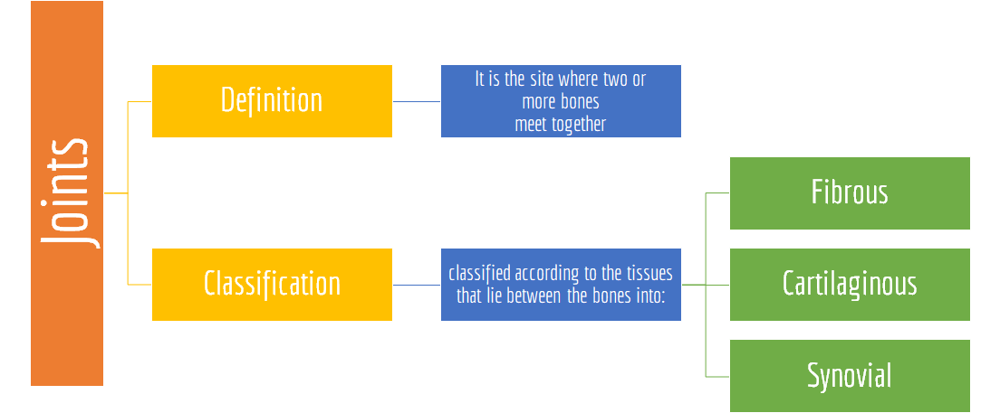 Joints
Definition
It is the site where two or
more bones
meet together
Classification
classified according to the tissues
that lie between the bones into:
Fibrous
Cartilaginous
Synovial